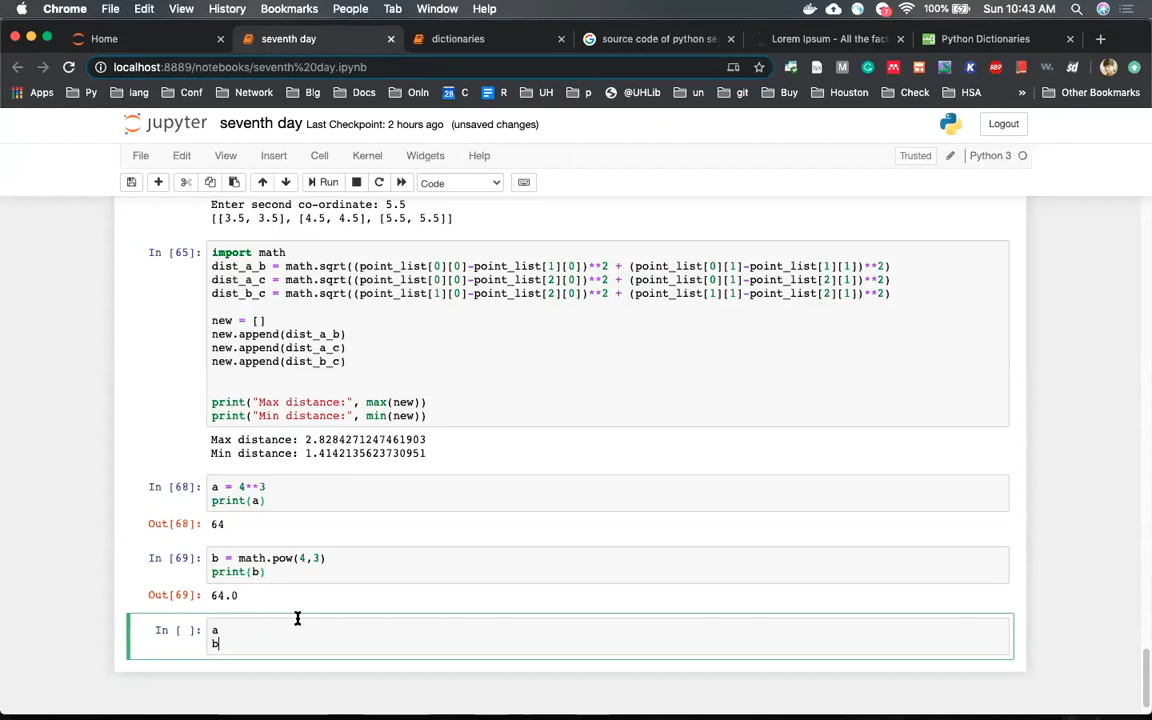 Chrome File Edit View History Bookmarks People Tab Window Help 7 100% Sun 10:43 AM
Home seventh day dictionaries source code of python se Lorem Ipsum - All the fact Python Dictionaries
localhost:8889/notebooks/seventh%20day.ipynb
Apps Py lang Conf Network Blg Docs Onln 28 C R UH p @UHLib un git Buy Houston Check HSA » Other Bookmarks
jupyter seventh day Last Checkpoint: 2 hours ago (unsaved changes) Logout
File Edit View Insert Cell Kernel Widgets Help Trusted Python 3
Run Code
Enter second co-ordinate: 5.5
[[3.5, 3.5], [4.5, 4.5], [5.5, 5.5]]
In [65]: import math
dist_a_b = math.sqrt((point_list[0][0]-point_list[1][0])**2 + (point_list[0][1]-point_list[1][1])**2)
dist_a_c = math.sqrt((point_list[0][0]-point_list[2][0])**2 + (point_list[0][1]-point_list[2][1])**2)
dist_b_c = math.sqrt((point_list[1][0]-point_list[2][0])**2 + (point_list[1][1]-point_list[2][1])**2)
new = []
new.append(dist_a_b)
new.append(dist_a_c)
new.append(dist_b_c)
print("Max distance:", max(new))
print("Min distance:", min(new))
Max distance: 2.8284271247461903
Min distance: 1.4142135623730951
In [68]: a = 4**3
print(a)
Out[68]: 64
In [69]: b = math.pow(4,3)
print(b)
Out[69]: 64.0
In [ ]: a
b